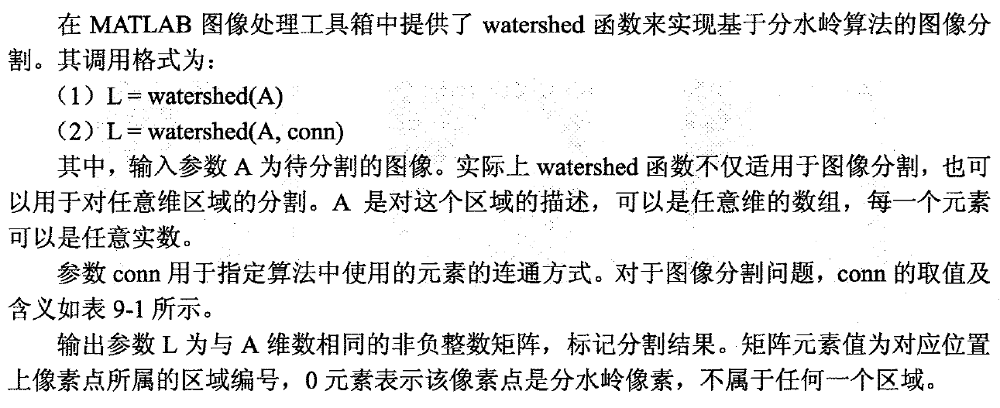 在 MATLAB 图像处理工具箱中提供了 watershed 函数来实现基于分水岭算法的图像分
割。其调用格式为：
（1）L = watershed(A)
（2）L = watershed(A, conn)
其中，输入参数 A 为待分割的图像。实际上 watershed 函数不仅适用于图像分割，也可
以用于对任意维区域的分割。A 是对这个区域的描述，可以是任意维的数组，每一个元素
可以是任意实数。
参数 conn 用于指定算法中使用的元素的连通方式。对于图像分割问题，conn 的取值及
含义如表 9-1 所示。
输出参数 L 为与 A 维数相同的非负整数矩阵，标记分割结果。矩阵元素值为对应位置
上像素点所属的区域编号，0 元素表示该像素点是分水岭像素，不属于任何一个区域。